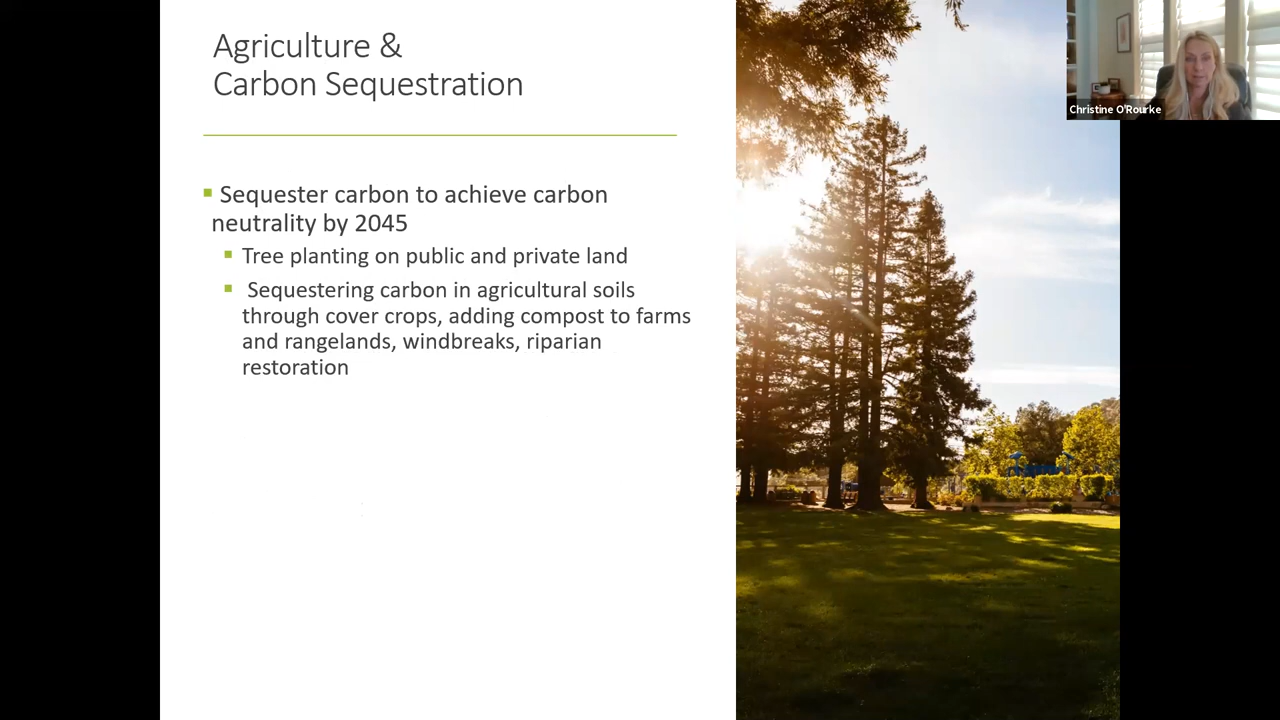 Agriculture &
Carbon Sequestration
Christine O'Rourke
Sequester carbon to achieve carbon
neutrality by 2045
Tree planting on public and private land
Sequestering carbon in agricultural soils
through cover crops, adding compost to farms
and rangelands, windbreaks, riparian
restoration